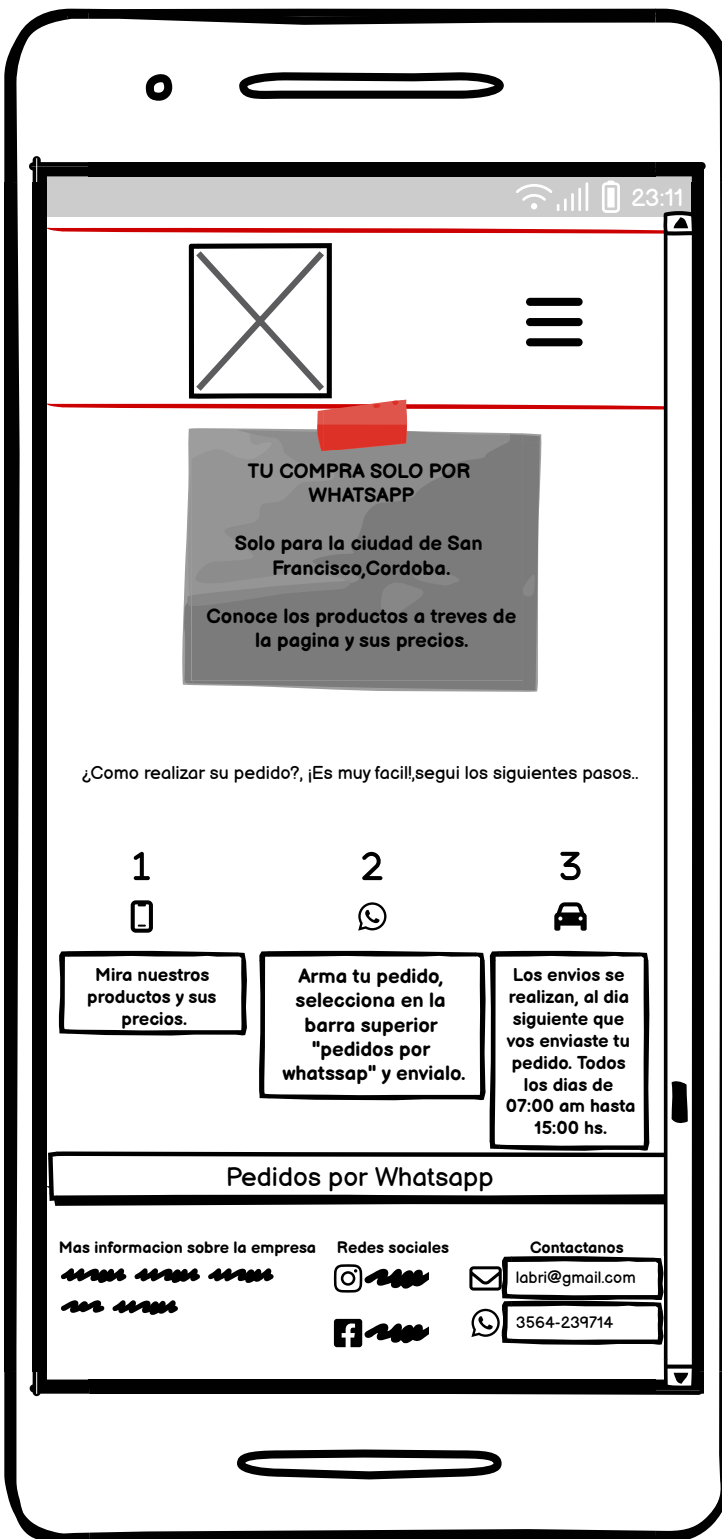 23:11
TU COMPRA SOLO POR
WHATSAPP
Solo para la ciudad de San
Francisco,Cordoba.
Conoce los productos a treves de
la pagina y sus precios.
¿Como realizar su pedido?, ¡Es muy facil!,segui los siguientes pasos..
1
2
3
Mira nuestros
productos y sus
precios.
Arma tu pedido,
selecciona en la
barra superior
"pedidos por
whatssap" y envialo.
Los envios se
realizan, al dia
siguiente que
vos enviaste tu
pedido. Todos
los dias de
07:00 am hasta
15:00 hs.
Pedidos por Whatsapp
Mas informacion sobre la empresa
Redes sociales
Contactanos
labri@gmail.com
3564-239714